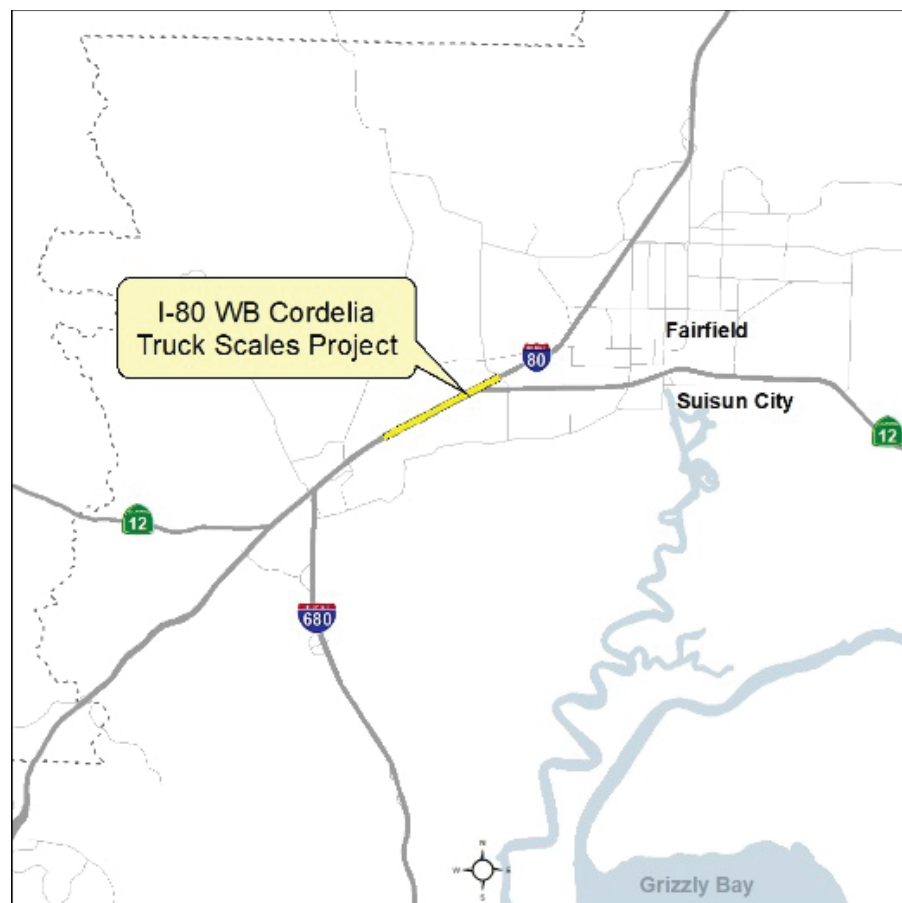 I-80 WB Cordelia
Truck Scales Project
80
Fairfield
Suisun City
12
12
680
N
W
S
Grizzly Bay